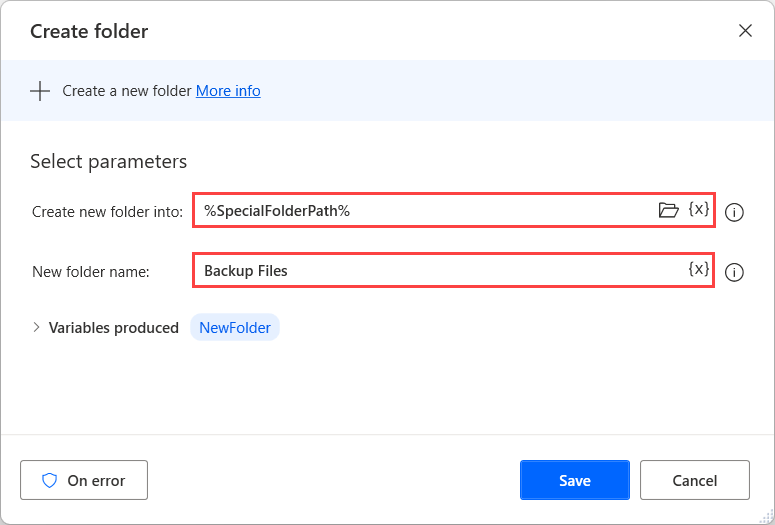 Create folder
Create a new folder More info
Select parameters
Create new folder into: %SpecialFolderPath% {x}
New folder name: Backup Files {x}
Variables produced NewFolder
On error Save Cancel